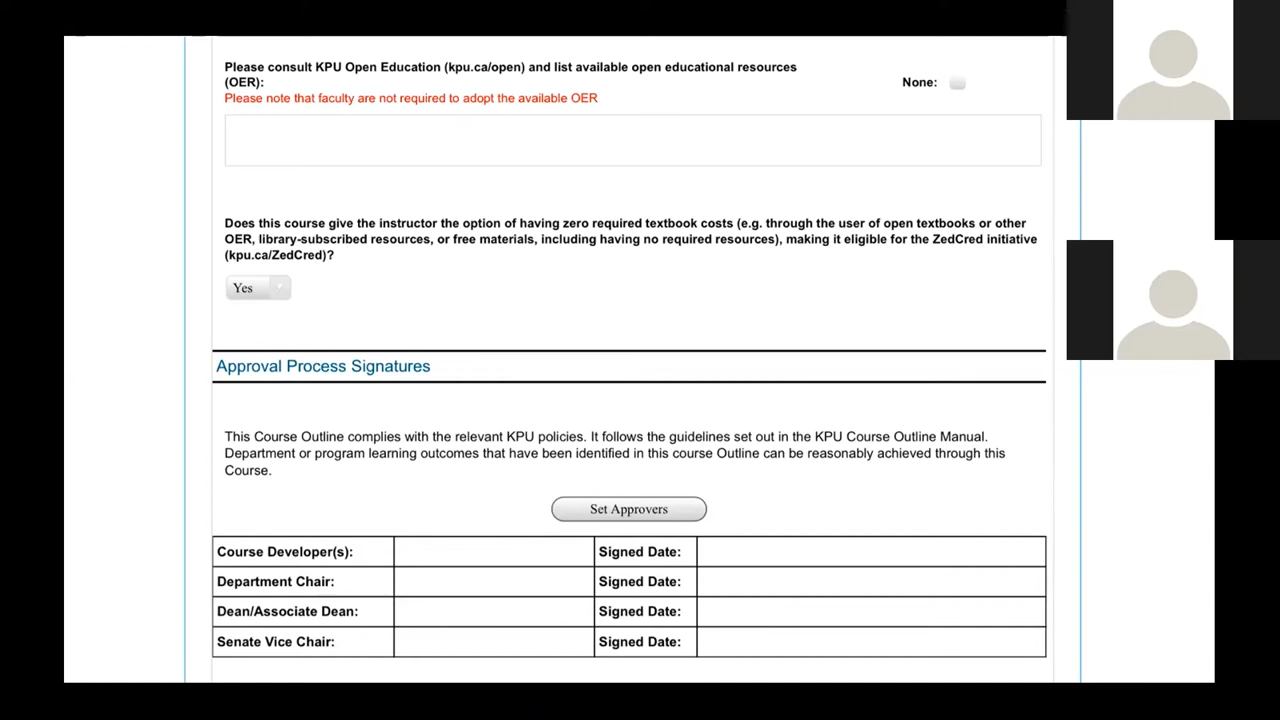 Please consult KPU Open Education (kpu.ca/open) and list available open educational resources
(OER):
None:
Please note that faculty are not required to adopt the available OER
Does this course give the instructor the option of having zero required textbook costs (e.g. through the user of open textbooks or other
OER, library-subscribed resources, or free materials, including having no required resources), making it eligible for the ZedCred initiative
(kpu.ca/ZedCred)?
Yes
Approval Process Signatures
This Course Outline complies with the relevant KPU policies. It follows the guidelines set out in the KPU Course Outline Manual.
Department or program learning outcomes that have been identified in this course Outline can be reasonably achieved through this
Course.
Set Approvers
Course Developer(s): Signed Date:
Department Chair: Signed Date:
Dean/Associate Dean: Signed Date:
Senate Vice Chair: Signed Date: